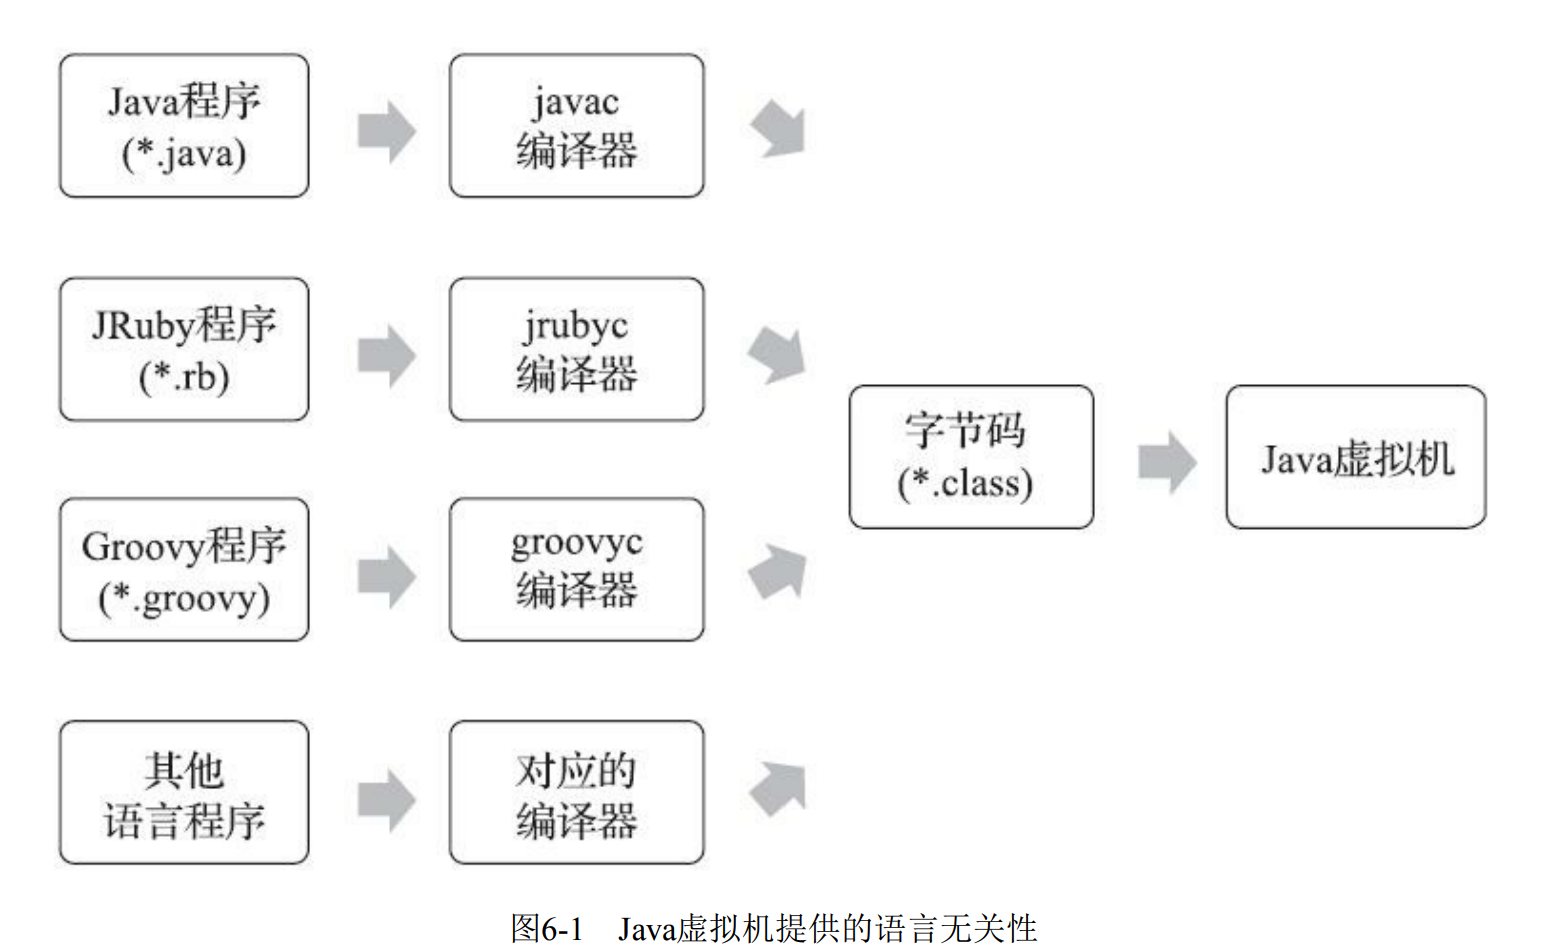 Java程序
(*.java)
javac
编译器
JRuby程序
(*.rb)
jrubyc
编译器
Groovy程序
(*.groovy)
groovyc
编译器
其他
语言程序
对应的
编译器
字节码
(*.class)
Java虚拟机
图6-1 Java虚拟机提供的语言无关性